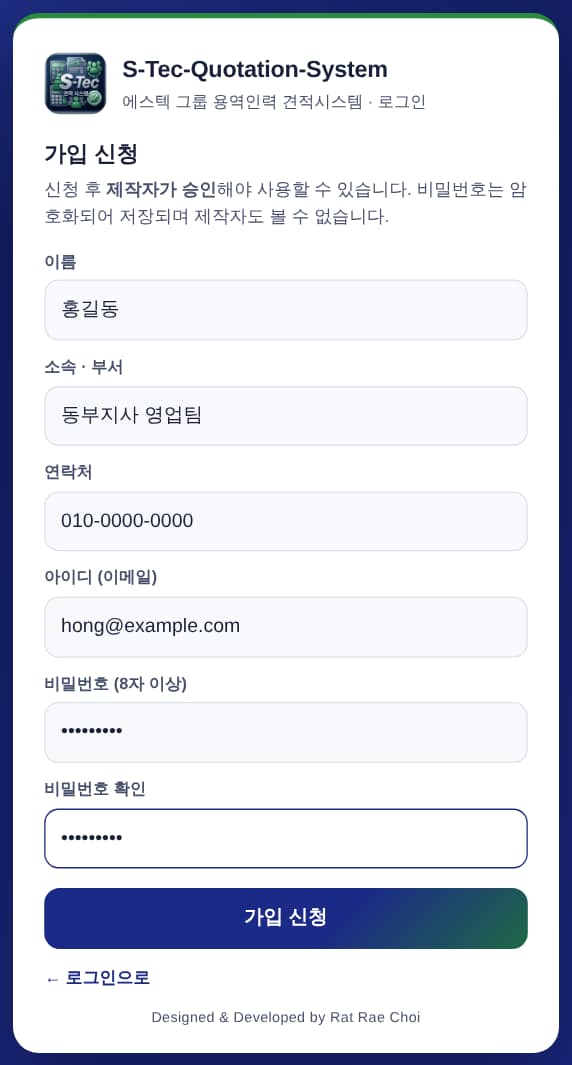 S-Tec
견적 시스템
S-Tec-Quotation-System
에스텍 그룹 용역인력 견적시스템 · 로그인
가입 신청
신청 후 제작자가 승인해야 사용할 수 있습니다. 비밀번호는 암
호화되어 저장되며 제작자도 볼 수 없습니다.
이름
홍길동
소속 · 부서
동부지사 영업팀
연락처
010-0000-0000
아이디 (이메일)
hong@example.com
비밀번호 (8자 이상)
•••••••••
비밀번호 확인
•••••••••
가입 신청
← 로그인으로
Designed & Developed by Rat Rae Choi